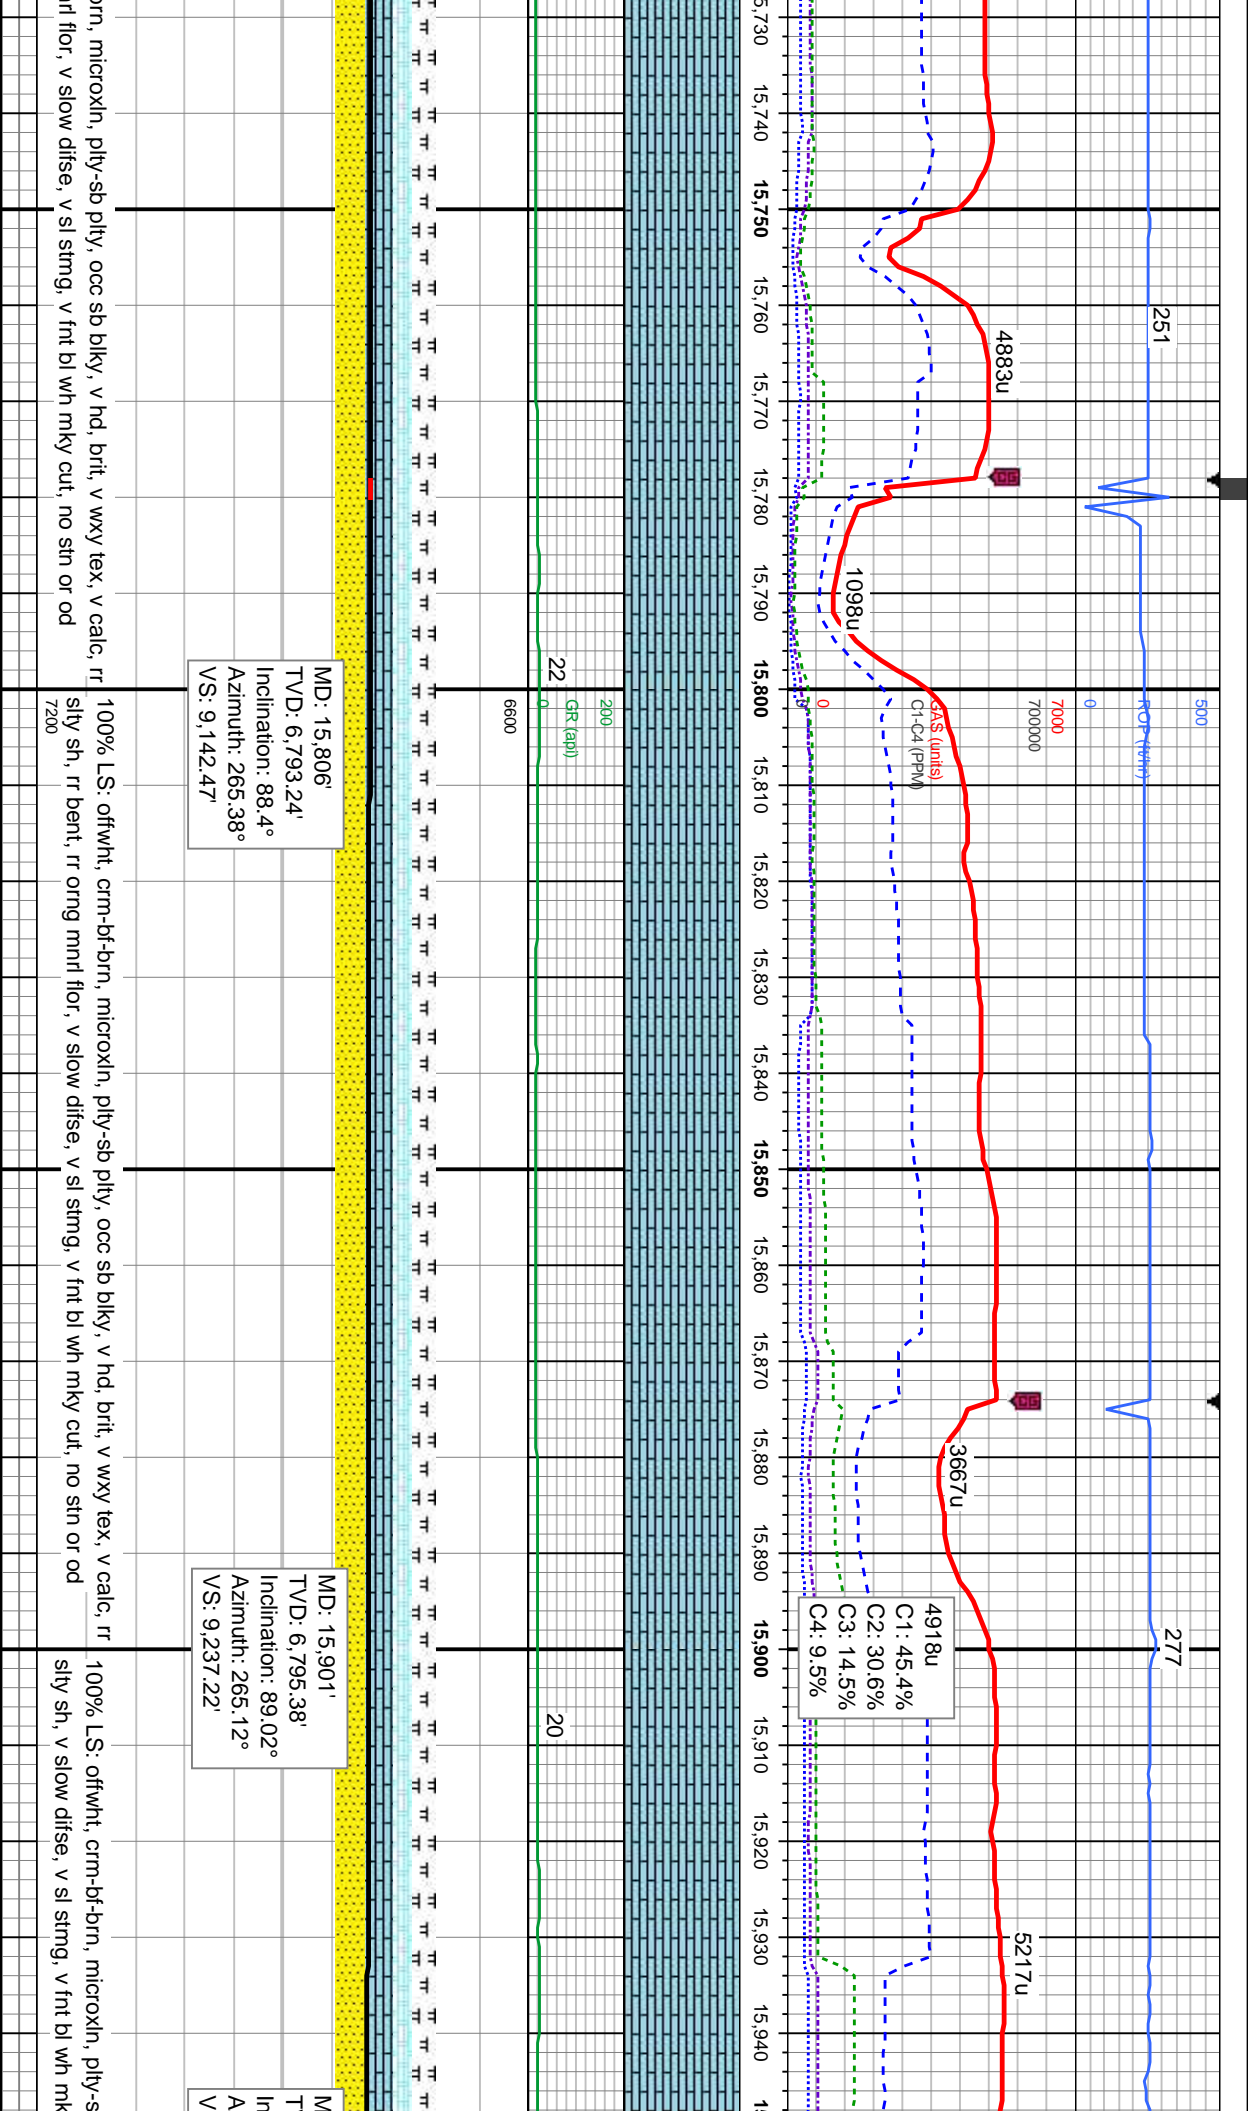 251
277
ROP (ft/hr)
0
500
4883u
1098u
3667u
5217u
GAS (units)
0
7000
C1-C4 (PPM)
70000
4918u
C1: 45.4%
C2: 30.6%
C3: 14.5%
C4: 9.5%
15,740
15,750
15,760
15,770
15,780
15,790
15,800
15,810
15,820
15,830
15,840
15,850
15,860
15,870
15,880
15,890
15,900
15,910
15,920
15,930
15,940
GR (api)
0
200
22
20
6600
MD: 15,806'
TVD: 6,793.24'
Inclination: 88.4°
Azimuth: 265.38°
VS: 9,142.47'
MD: 15,901'
TVD: 6,795.38'
Inclination: 89.02°
Azimuth: 265.12°
VS: 9,237.22'
7200
microxln, plty-sb plty, occ sb blky, v hd, brit, v wxy tex, v calc, rr
flor, v slow difse, v sl stmg, v fnt bl wh mky cut, no stn or od
100% LS: offwht, crm-bf-brn, microxln, plty-sb plty, occ sb blky, v hd, brit, v wxy tex, v calc, rr
slty sh, rr bent, rr orng mnrl flor, v slow difse, v sl stmg, v fnt bl wh mky cut, no stn or od
100% LS: offwht, crm-bf-brn, microxln, plty-s
slty sh, v slow difse, v sl stmg, v fnt bl wh mk